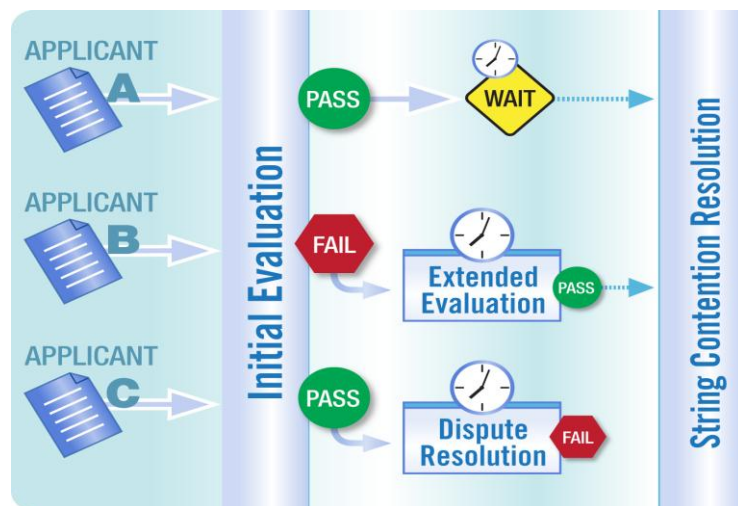 APPLICANT
A
PASS
WAIT
APPLICANT
B
FAIL
Extended
Evaluation
PASS
APPLICANT
C
PASS
Dispute
Resolution
FAIL
Initial Evaluation
String Contention Resolution